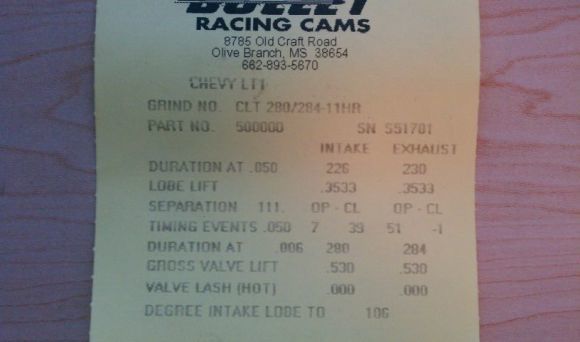 BULLET
RACING CAMS
8785 Old Craft Road
Olive Branch, MS 38654
662-893-5670
CHEVY LT1
GRIND NO. CLT 280/284-11HR
PART NO. 500000 SN 551701
INTAKE EXHAUST
DURATION AT .050 226 230
LOBE LIFT .3533 .3533
SEPARATION 111. OP - CL OP - CL
TIMING EVENTS .050 7 39 51 -1
DURATION AT .006 280 284
GROSS VALVE LIFT .530 .530
VALVE LASH (HOT) .000 .000
DEGREE INTAKE LOBE TO 106